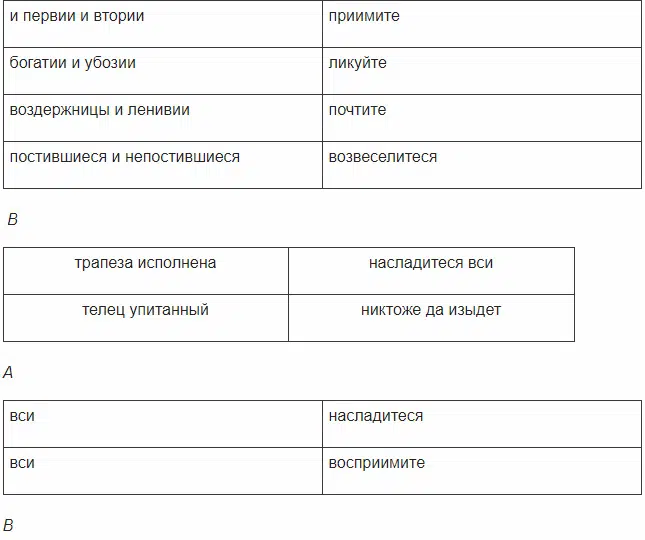 и первии и втории приимите
богатии и убозии ликуйте
воздержницы и ленивии почтите
постившиеся и непостившиеся возвеселитеся
В
трапеза исполнена насладитеся вси
телец упитанный никтоже да изыдет
А
вси насладитеся
вси восприимите
В